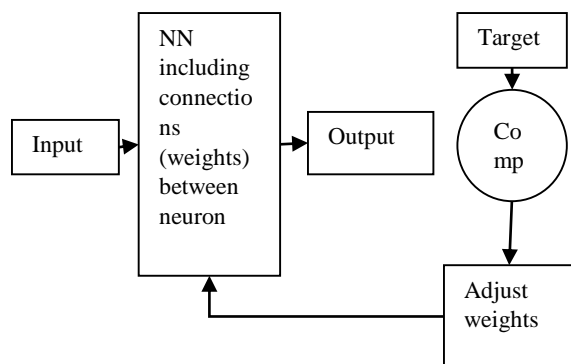 Input
NN
including
connectio
ns
(weights)
between
neuron
Output
Target
Co
mp
Adjust
weights